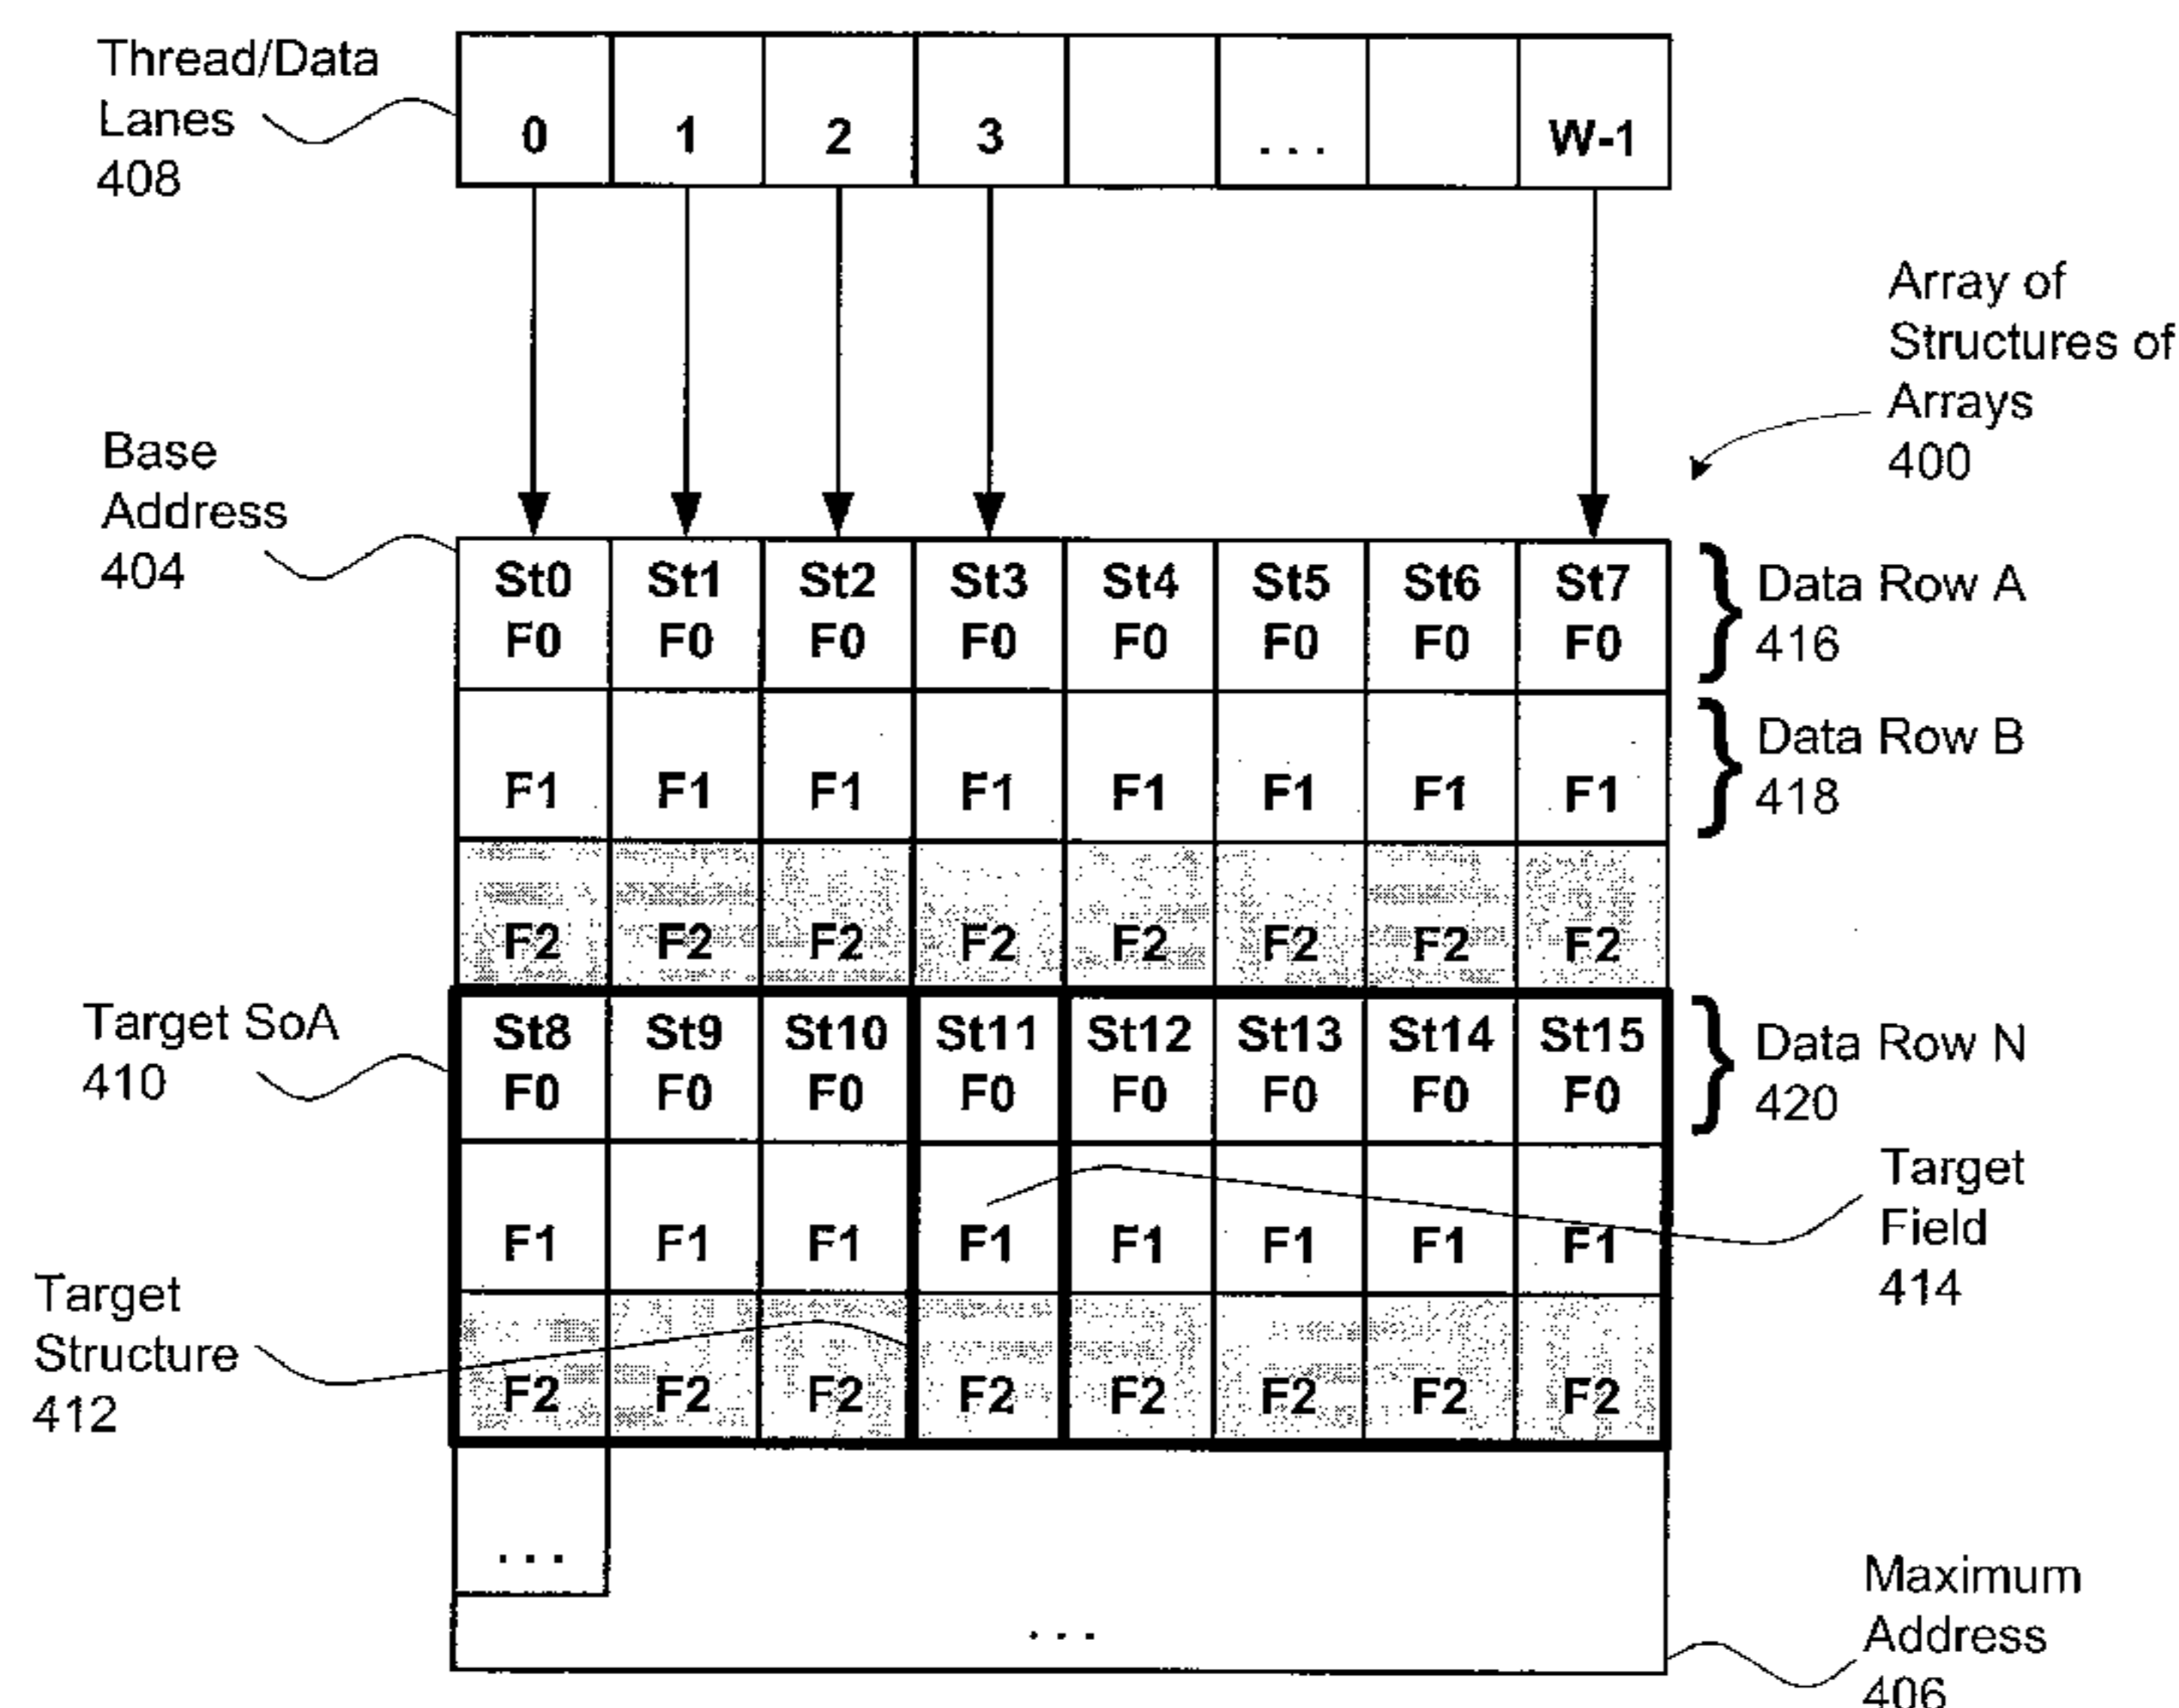 Thread/Data
Lanes
408
0 1 2 3 ... W-1
Array of
Structures of
Arrays
400
Base
Address
404
St0 St1 St2 St3 St4 St5 St6 St7
F0 F0 F0 F0 F0 F0 F0 F0
Data Row A
416
F1 F1 F1 F1 F1 F1 F1 F1
Data Row B
418
F2 F2 F2 F2 F2 F2 F2 F2
Target SoA
410
St8 St9 St10 St11 St12 St13 St14 St15
F0 F0 F0 F0 F0 F0 F0 F0
Data Row N
420
F1 F1 F1 F1 F1 F1 F1 F1
Target
Field
414
Target
Structure
412
F2 F2 F2 F2 F2 F2 F2 F2
...
...
Maximum
Address
406